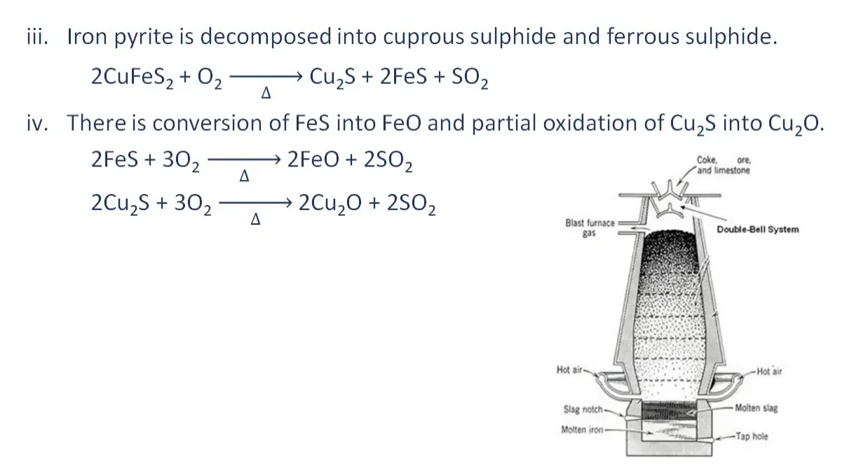 iii. Iron pyrite is decomposed into cuprous sulphide and ferrous sulphide.
2CuFeS₂ + O₂ ⟶ Cu₂S + 2FeS + SO₂
Δ
iv. There is conversion of FeS into FeO and partial oxidation of Cu₂S into Cu₂O.
2FeS + 3O₂ ⟶ 2FeO + 2SO₂
Δ
2Cu₂S + 3O₂ ⟶ 2Cu₂O + 2SO₂
Δ
Coke, ore,
and limestone
Blast furnace
gas
Double-Bell System
Hot air
Hot air
Slag notch
Molten slag
Molten iron
Tap hole